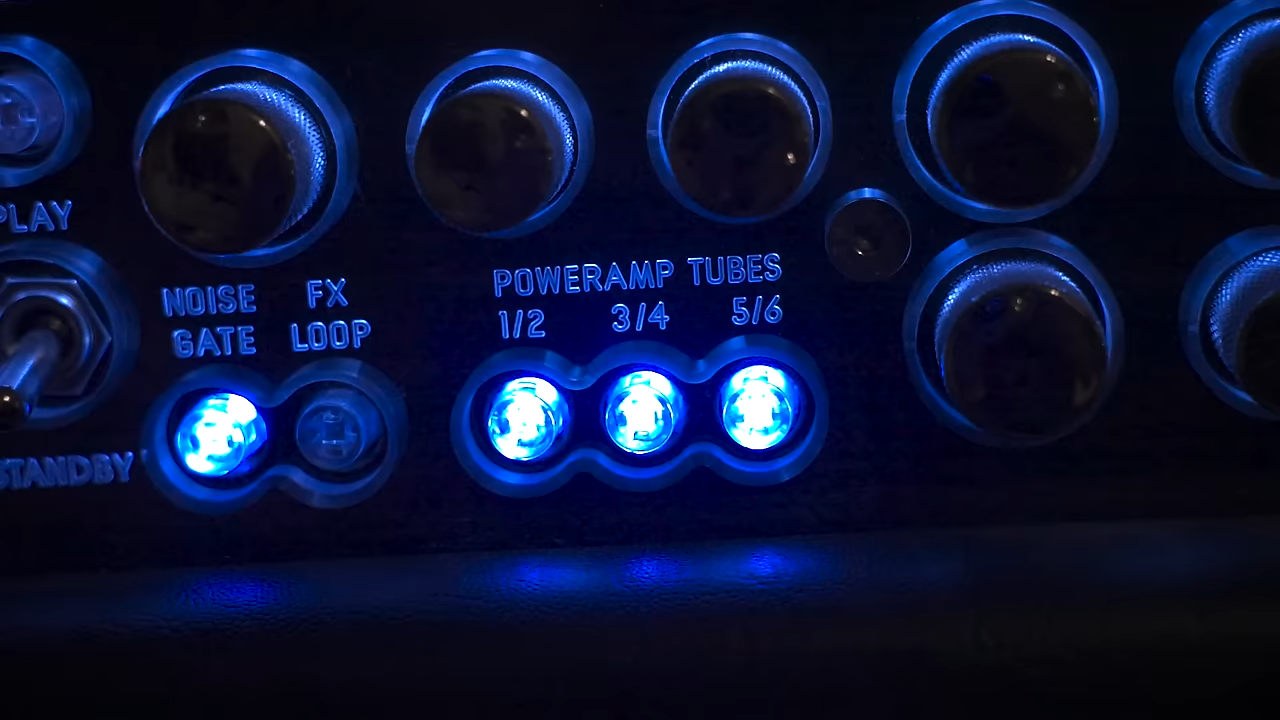 PLAY
NOISE GATE
FX LOOP
POWERAMP TUBES
1/2 3/4 5/6
STANDBY